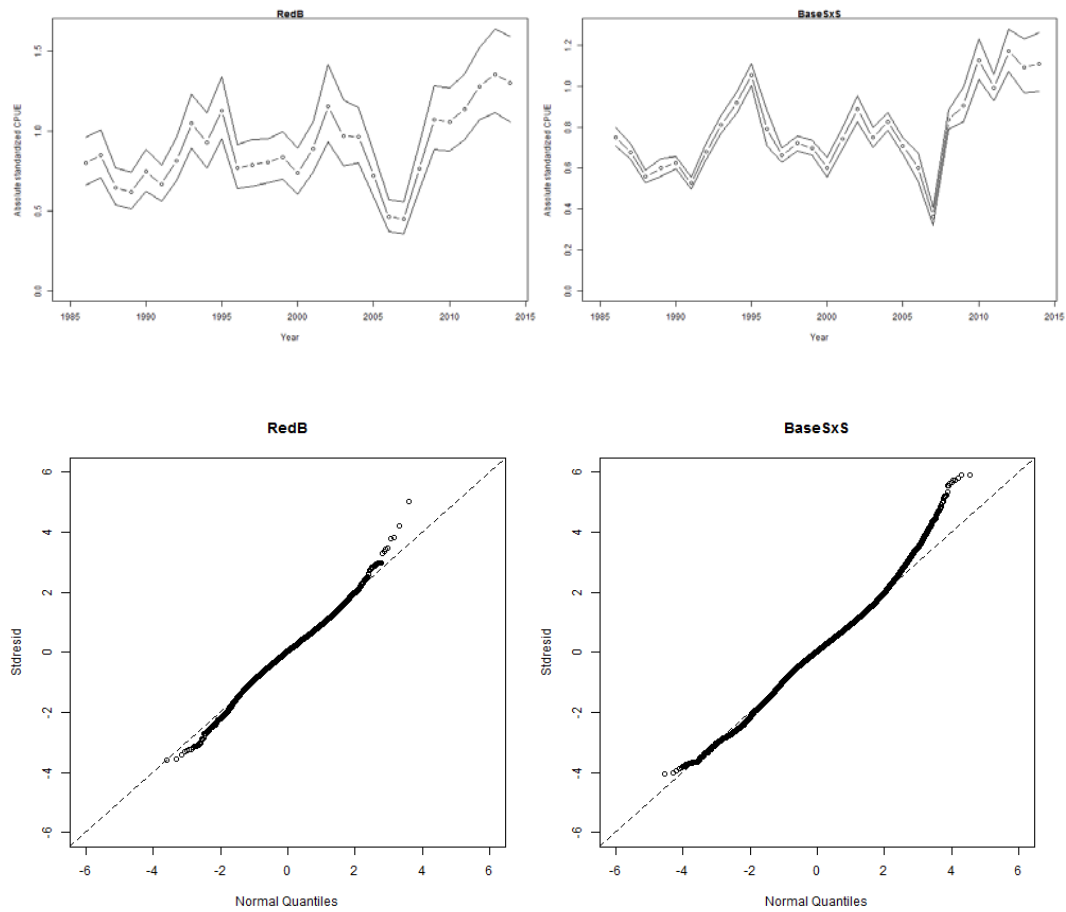 RedB
Absolute standardized CPUE
0.0 0.5 1.0 1.5
1985 1990 1995 2000 2005 2010 2015
Year
BaseSxS
Absolute standardized CPUE
0.0 0.2 0.4 0.6 0.8 1.0 1.2
1985 1990 1995 2000 2005 2010 2015
Year
RedB
Stdresid
-6 -4 -2 0 2 4 6
-6 -4 -2 0 2 4 6
Normal Quantiles
BaseSxS
Stdresid
-6 -4 -2 0 2 4 6
-6 -4 -2 0 2 4 6
Normal Quantiles